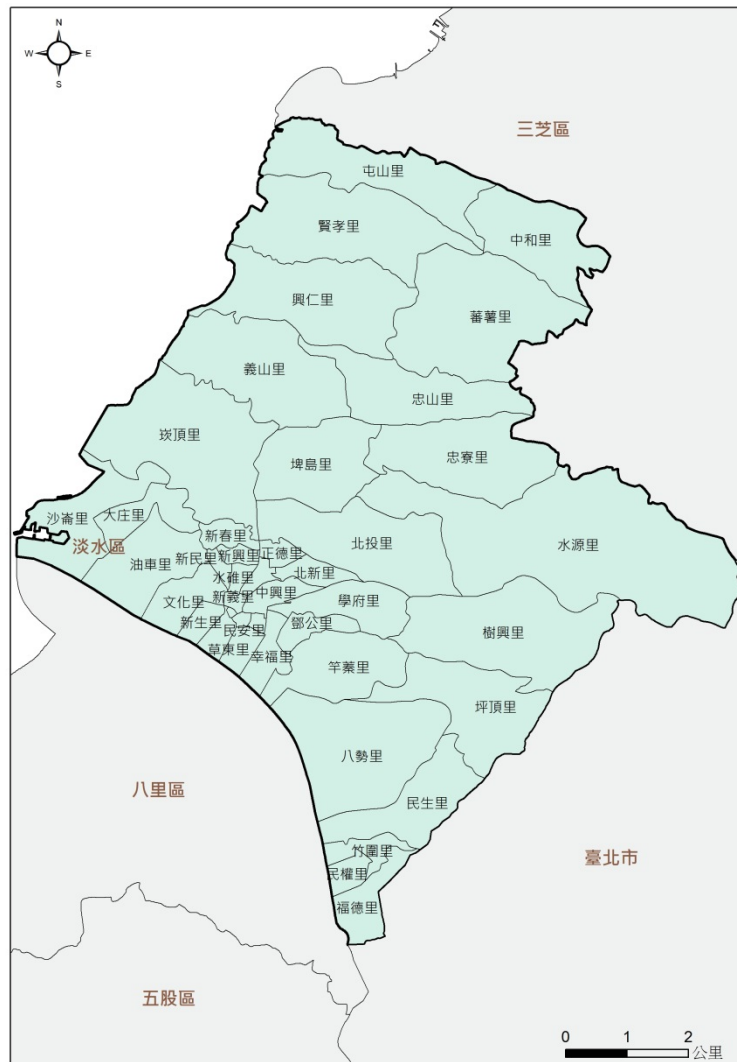 N
W
E
S
三芝區
屯山里
賢孝里
中和里
興仁里
蕃薯里
義山里
忠山里
崁頂里
埤島里
忠寮里
沙崙里
大庄里
淡水區
油車里
新春里
新民里
新興里
正德里
北投里
水源里
水碓里
北新里
文化里
新義里
中興里
學府里
新生里
民安里
鄧公里
樹興里
草東里
幸福里
竿蓁里
坪頂里
八勢里
八里區
民生里
竹圍里
臺北市
民權里
福德里
五股區
0
1
2
公里